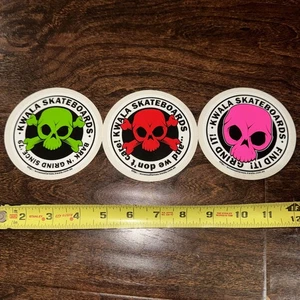 ·KWALA SKATEBOARDS·
BARK 'N GRIND SINCE '79
·KWALA SKATEBOARDS·
...and we don't care!
·KWALA SKATEBOARDS·
FIND IT! GRIND IT!
2 3 4 5 6 7 8 9 10 11